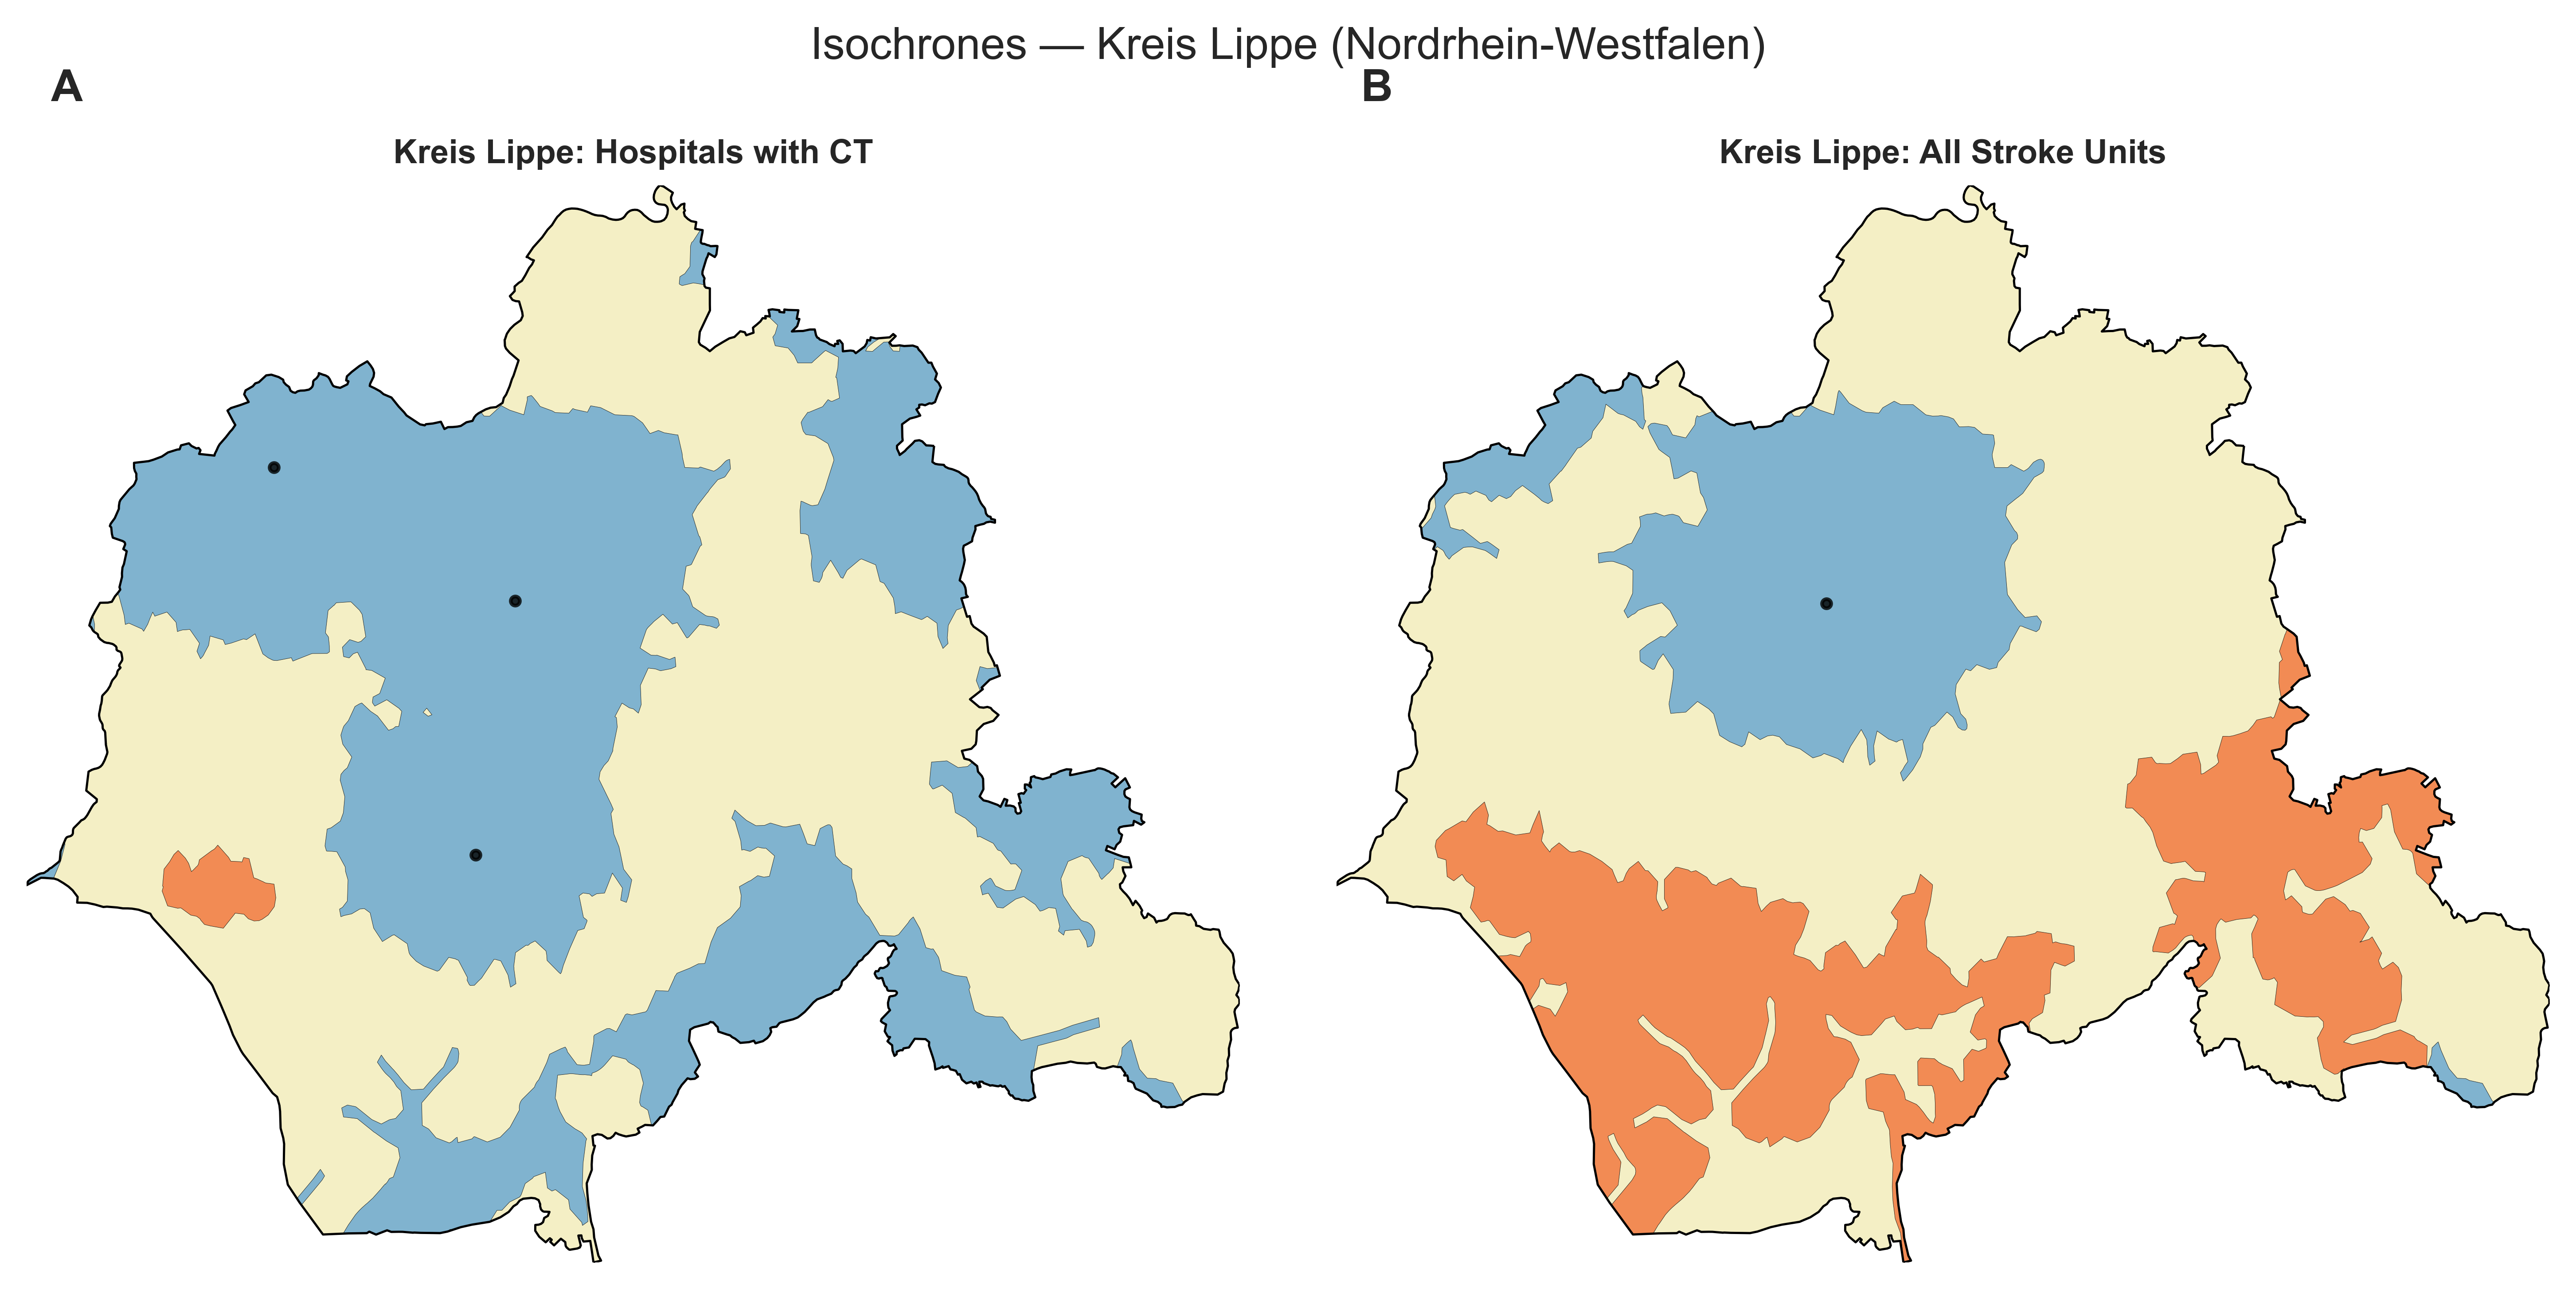 Isochrones — Kreis Lippe (Nordrhein-Westfalen)
A
B
Kreis Lippe: Hospitals with CT
Kreis Lippe: All Stroke Units